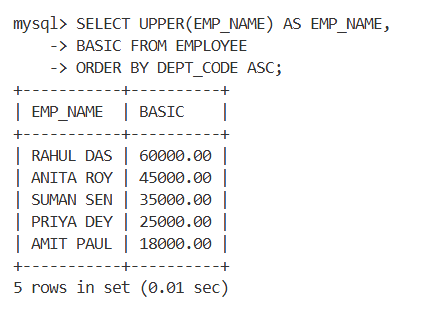 mysql> SELECT UPPER(EMP_NAME) AS EMP_NAME,
    -> BASIC FROM EMPLOYEE
    -> ORDER BY DEPT_CODE ASC;
+-----------+----------+
| EMP_NAME  | BASIC    |
+-----------+----------+
| RAHUL DAS | 60000.00 |
| ANITA ROY | 45000.00 |
| SUMAN SEN | 35000.00 |
| PRIYA DEY | 25000.00 |
| AMIT PAUL | 18000.00 |
+-----------+----------+
5 rows in set (0.01 sec)